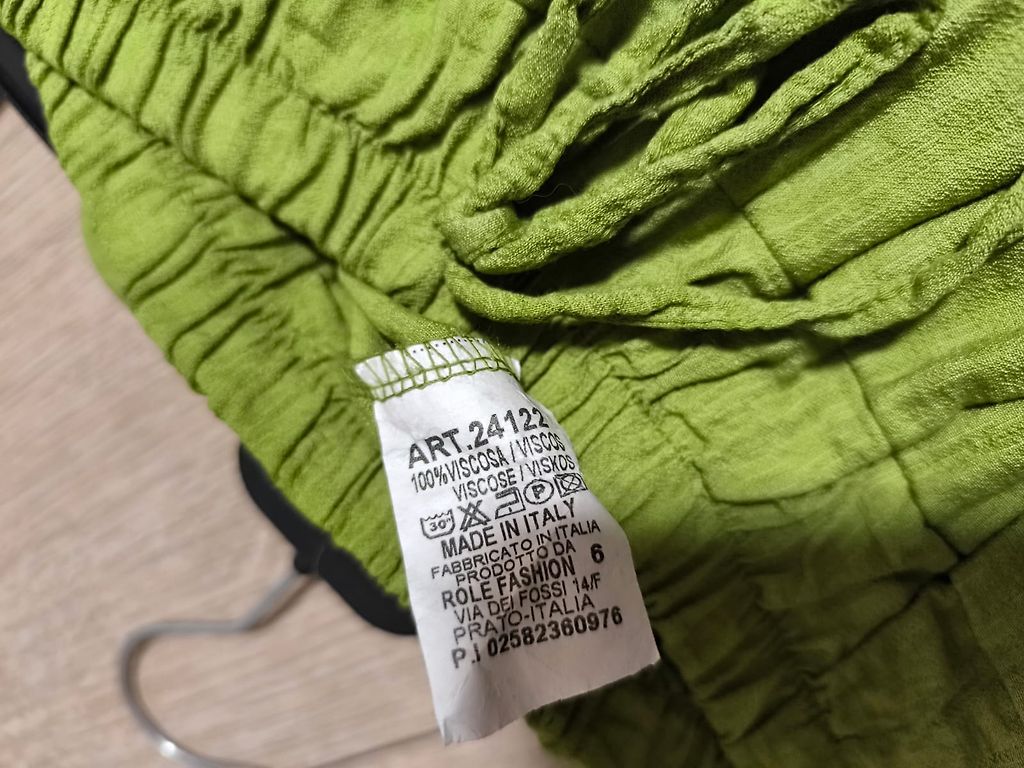 ART.24122
100%VISCOSA / VISCOS
VISCOSE / VISKOS
30° P
MADE IN ITALY
FABBRICATO IN ITALIA
PRODOTTO DA 6
ROLE FASHION
VIA DEI FOSSI 14/F
PRATO-ITALIA
P.I 02582360976